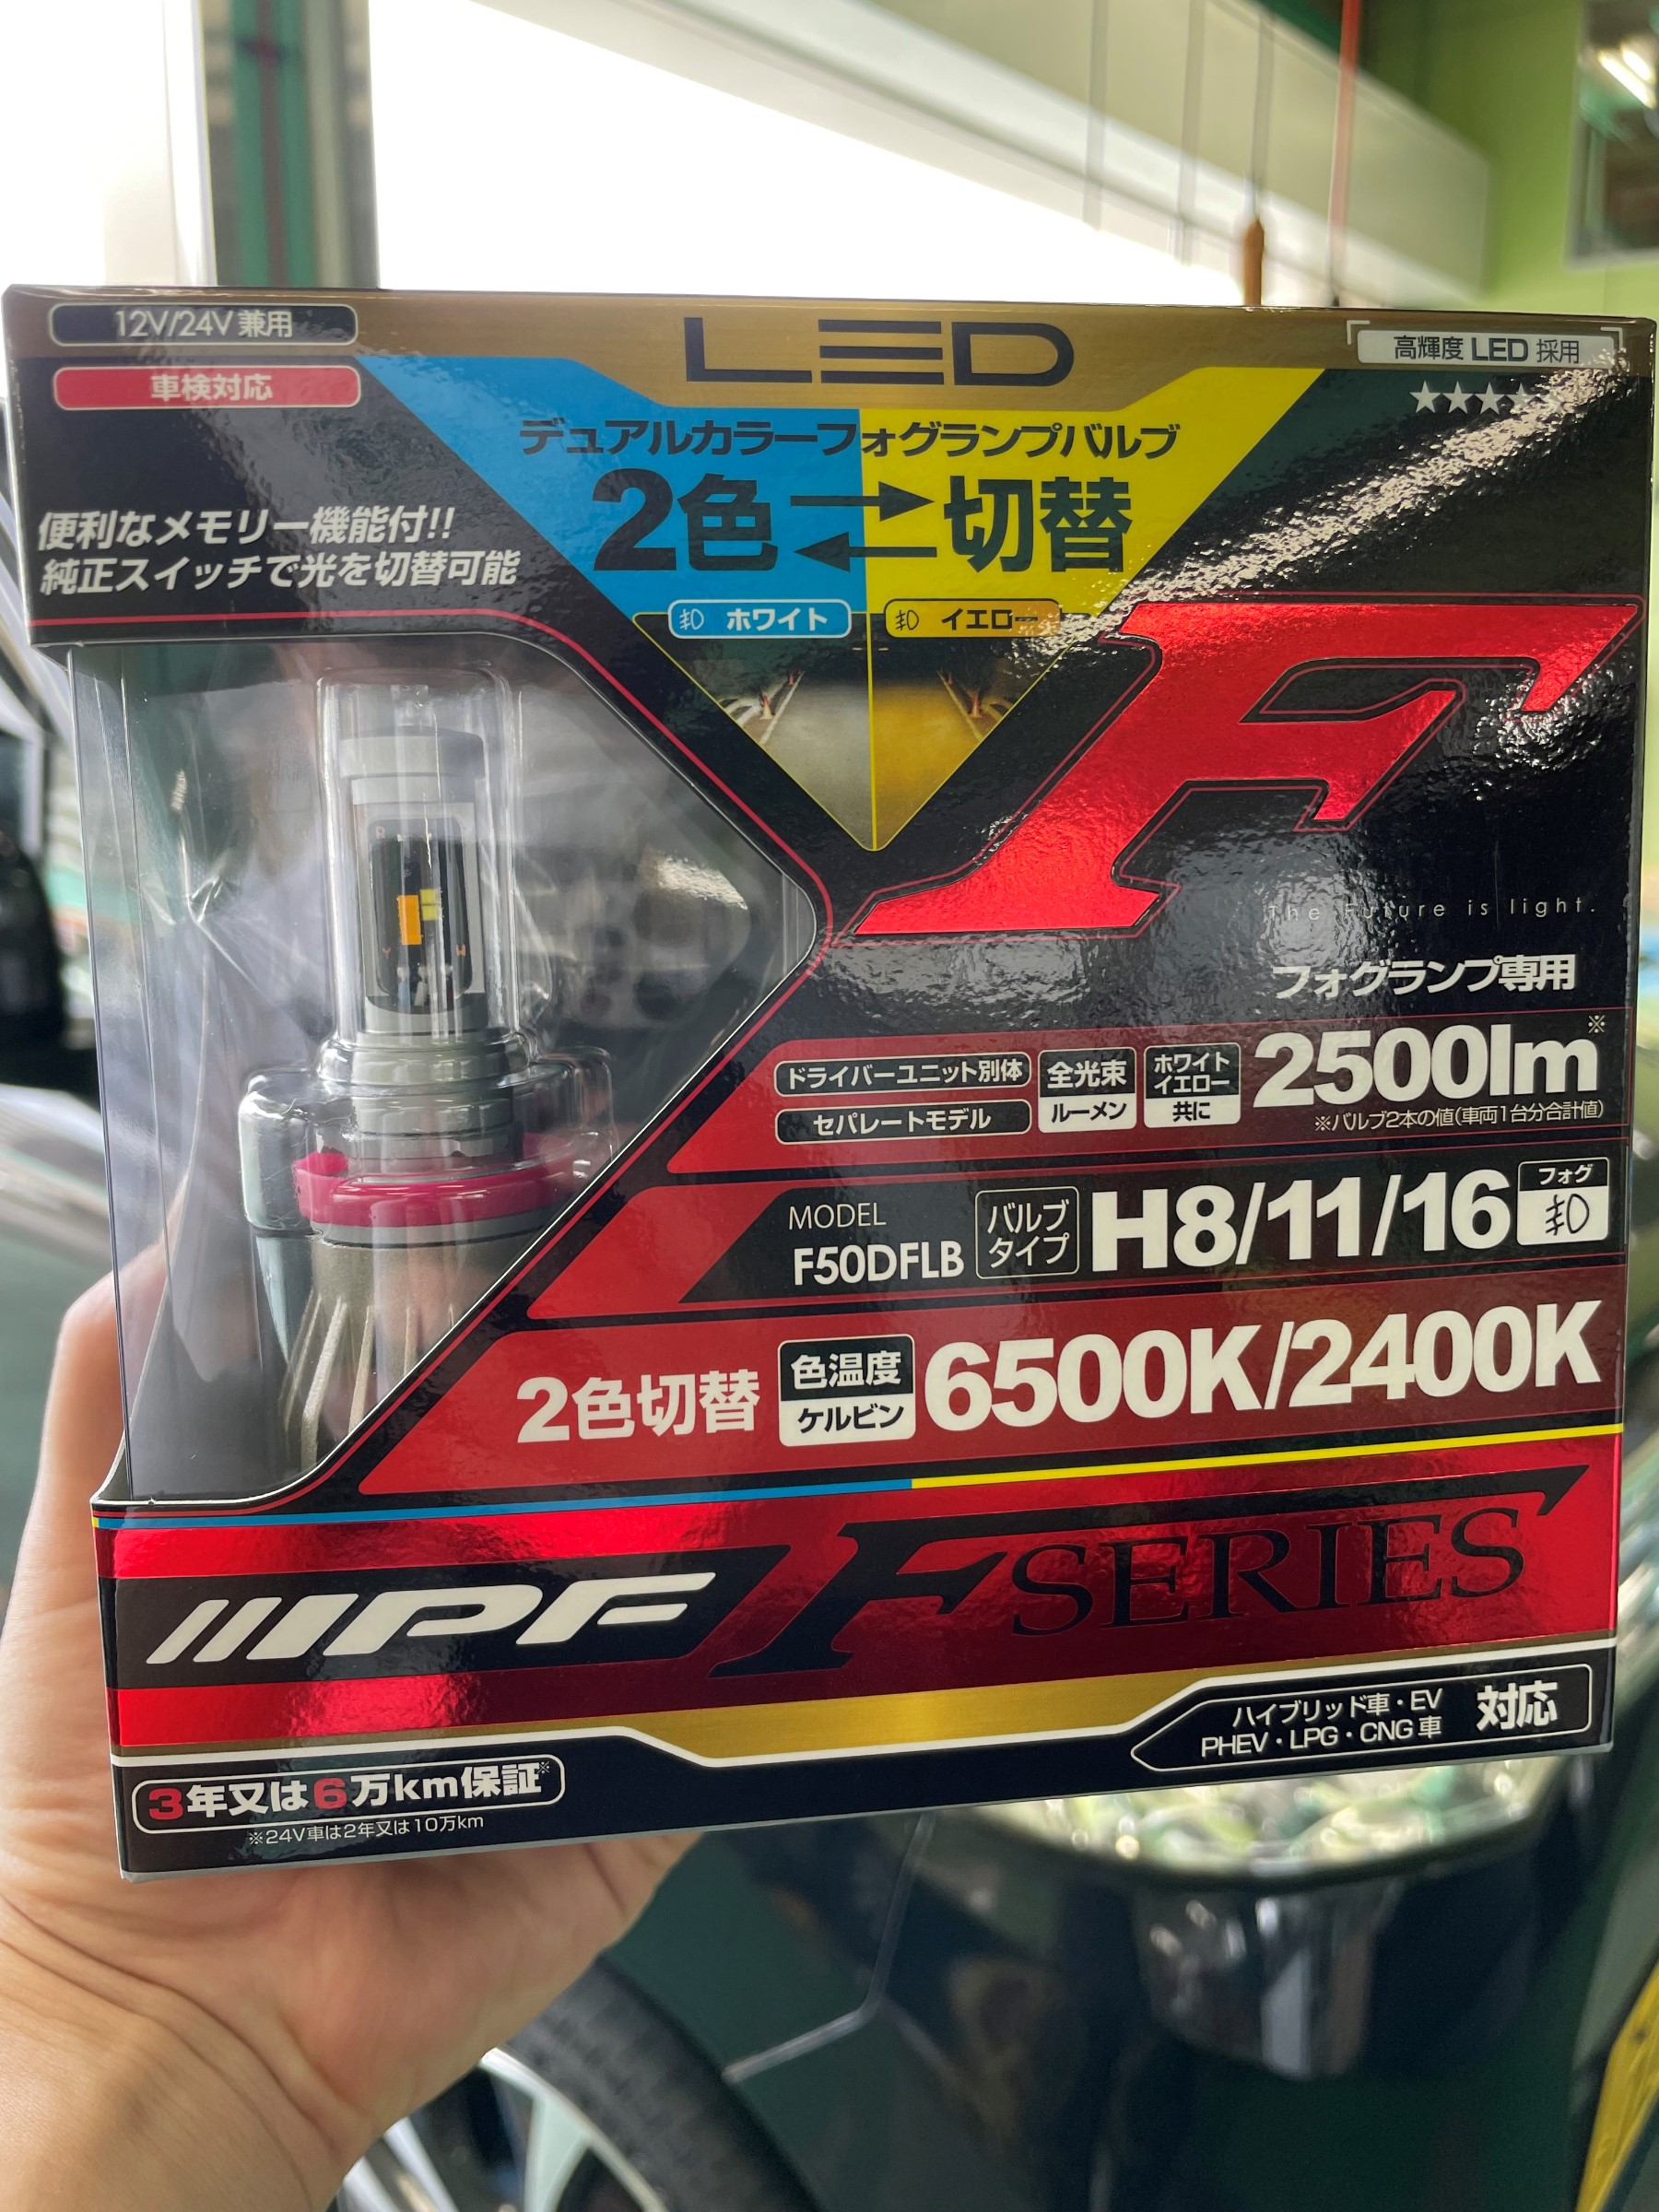 12V/24V兼用
車検対応
LED
高輝度 LED 採用
★★★★
デュアルカラーフォグランプバルブ
2色 切替
便利なメモリー機能付!!
純正スイッチで光を切替可能
ホワイト
イエロー
F
The Future is light.
フォグランプ専用
ドライバーユニット別体
セパレートモデル
全光束
ルーメン
ホワイト
イエロー
共に
2500lm※
※バルブ2本の値(車両1台分合計値)
MODEL
F50DFLB
バルブ
タイプ
H8/11/16
フォグ
2色切替
色温度
ケルビン
6500K/2400K
IPF F SERIES
ハイブリッド車・EV
PHEV・LPG・CNG車
対応
3年又は6万km保証※
※24V車は2年又は10万km